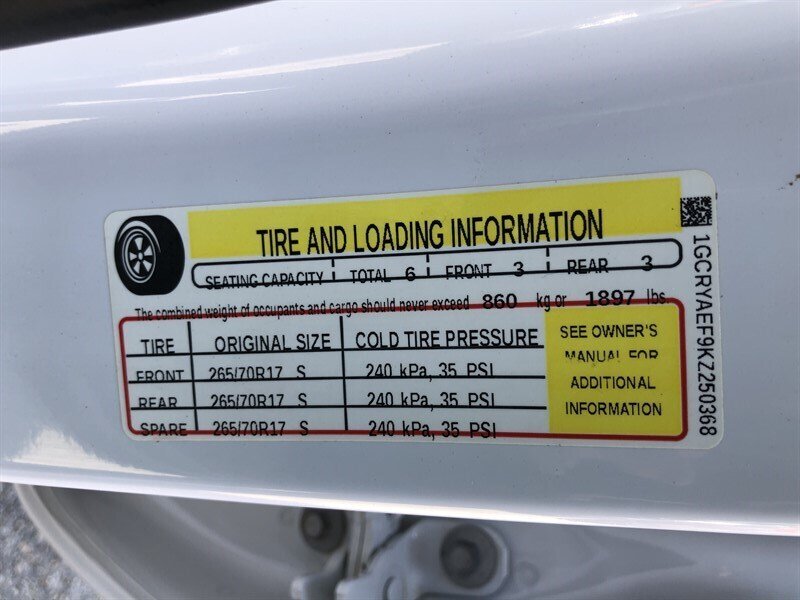 TIRE AND LOADING INFORMATION
SEATING CAPACITY TOTAL 6 FRONT 3 REAR 3
The combined weight of occupants and cargo should never exceed 860 kg or 1897 lbs
TIRE ORIGINAL SIZE COLD TIRE PRESSURE
FRONT 265/70R17 S 240 kPa, 35 PSI
REAR 265/70R17 S 240 kPa, 35 PSI
SPARE 265/70R17 S 240 kPa, 35 PSI
SEE OWNER'S
MANUAL FOR
ADDITIONAL
INFORMATION
1GCRYAEF9KZ250368